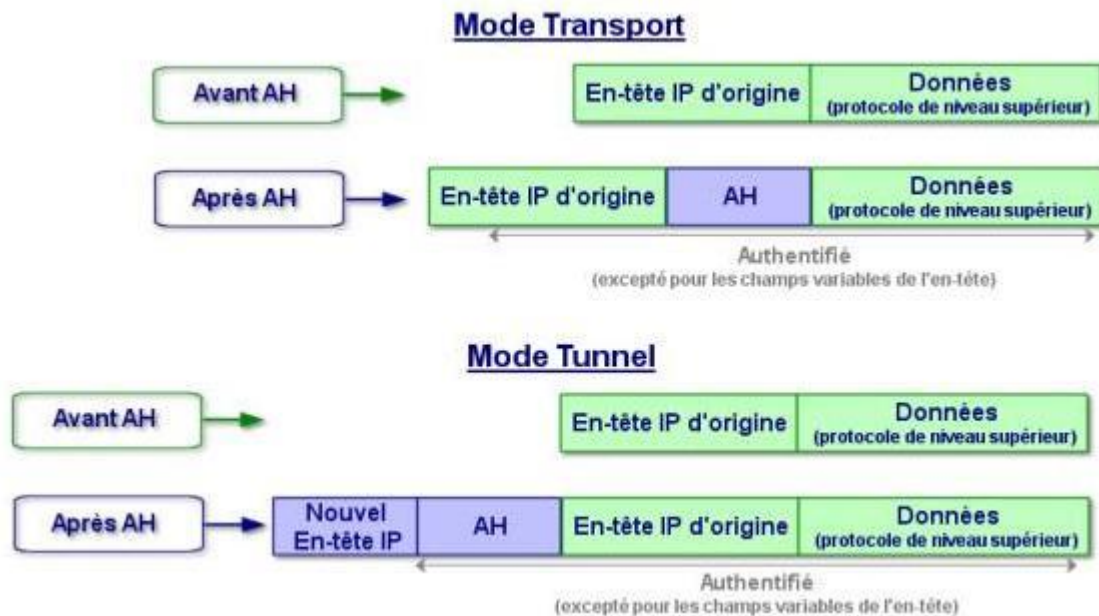 Mode Transport
Avant AH
En-tête IP d'origine
Données
(protocole de niveau supérieur)
Après AH
En-tête IP d'origine
AH
Données
(protocole de niveau supérieur)
Authentifié
(excepté pour les champs variables de l'en-tête)
Mode Tunnel
Avant AH
En-tête IP d'origine
Données
(protocole de niveau supérieur)
Après AH
Nouvel
En-tête IP
AH
En-tête IP d'origine
Données
(protocole de niveau supérieur)
Authentifié
(excepté pour les champs variables de l'en-tête)